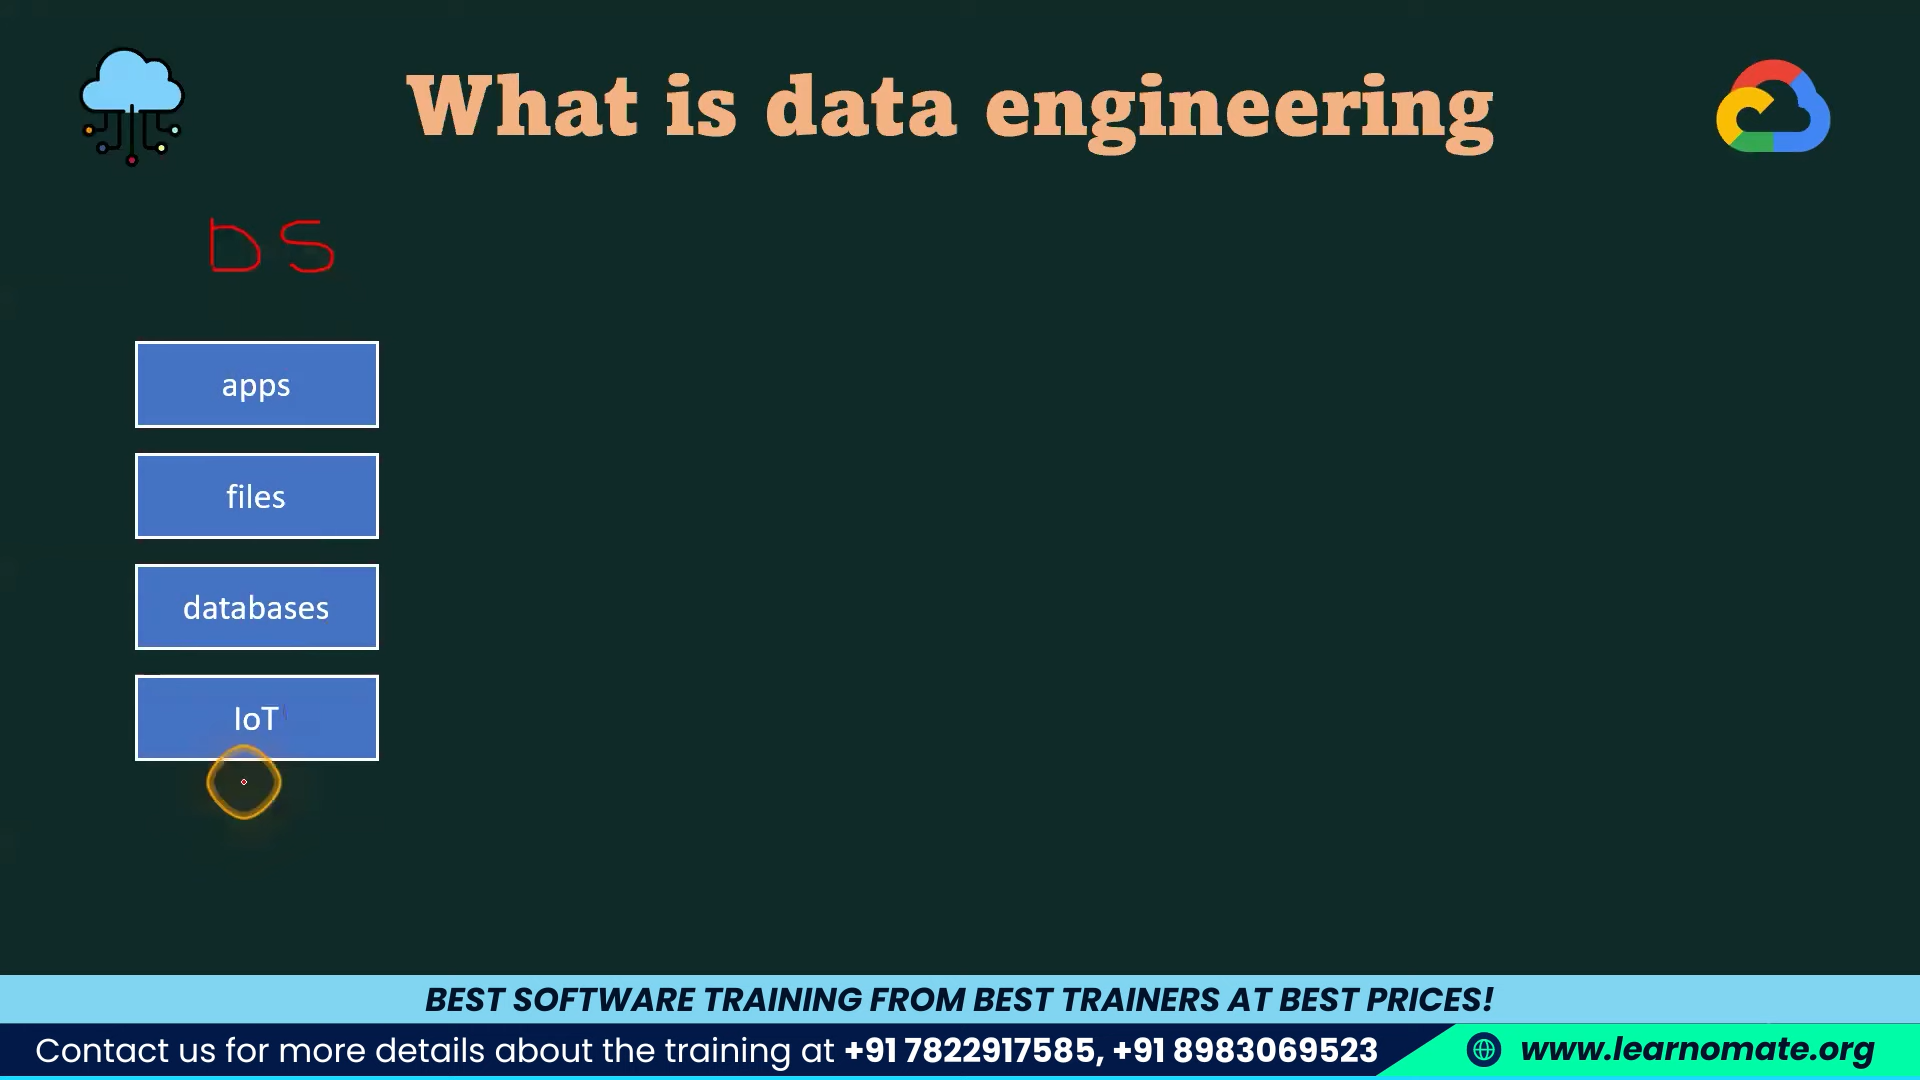 What is data engineering
DS
apps
files
databases
IoT
BEST SOFTWARE TRAINING FROM BEST TRAINERS AT BEST PRICES!
Contact us for more details about the training at +91 7822917585, +91 8983069523
www.learnomate.org